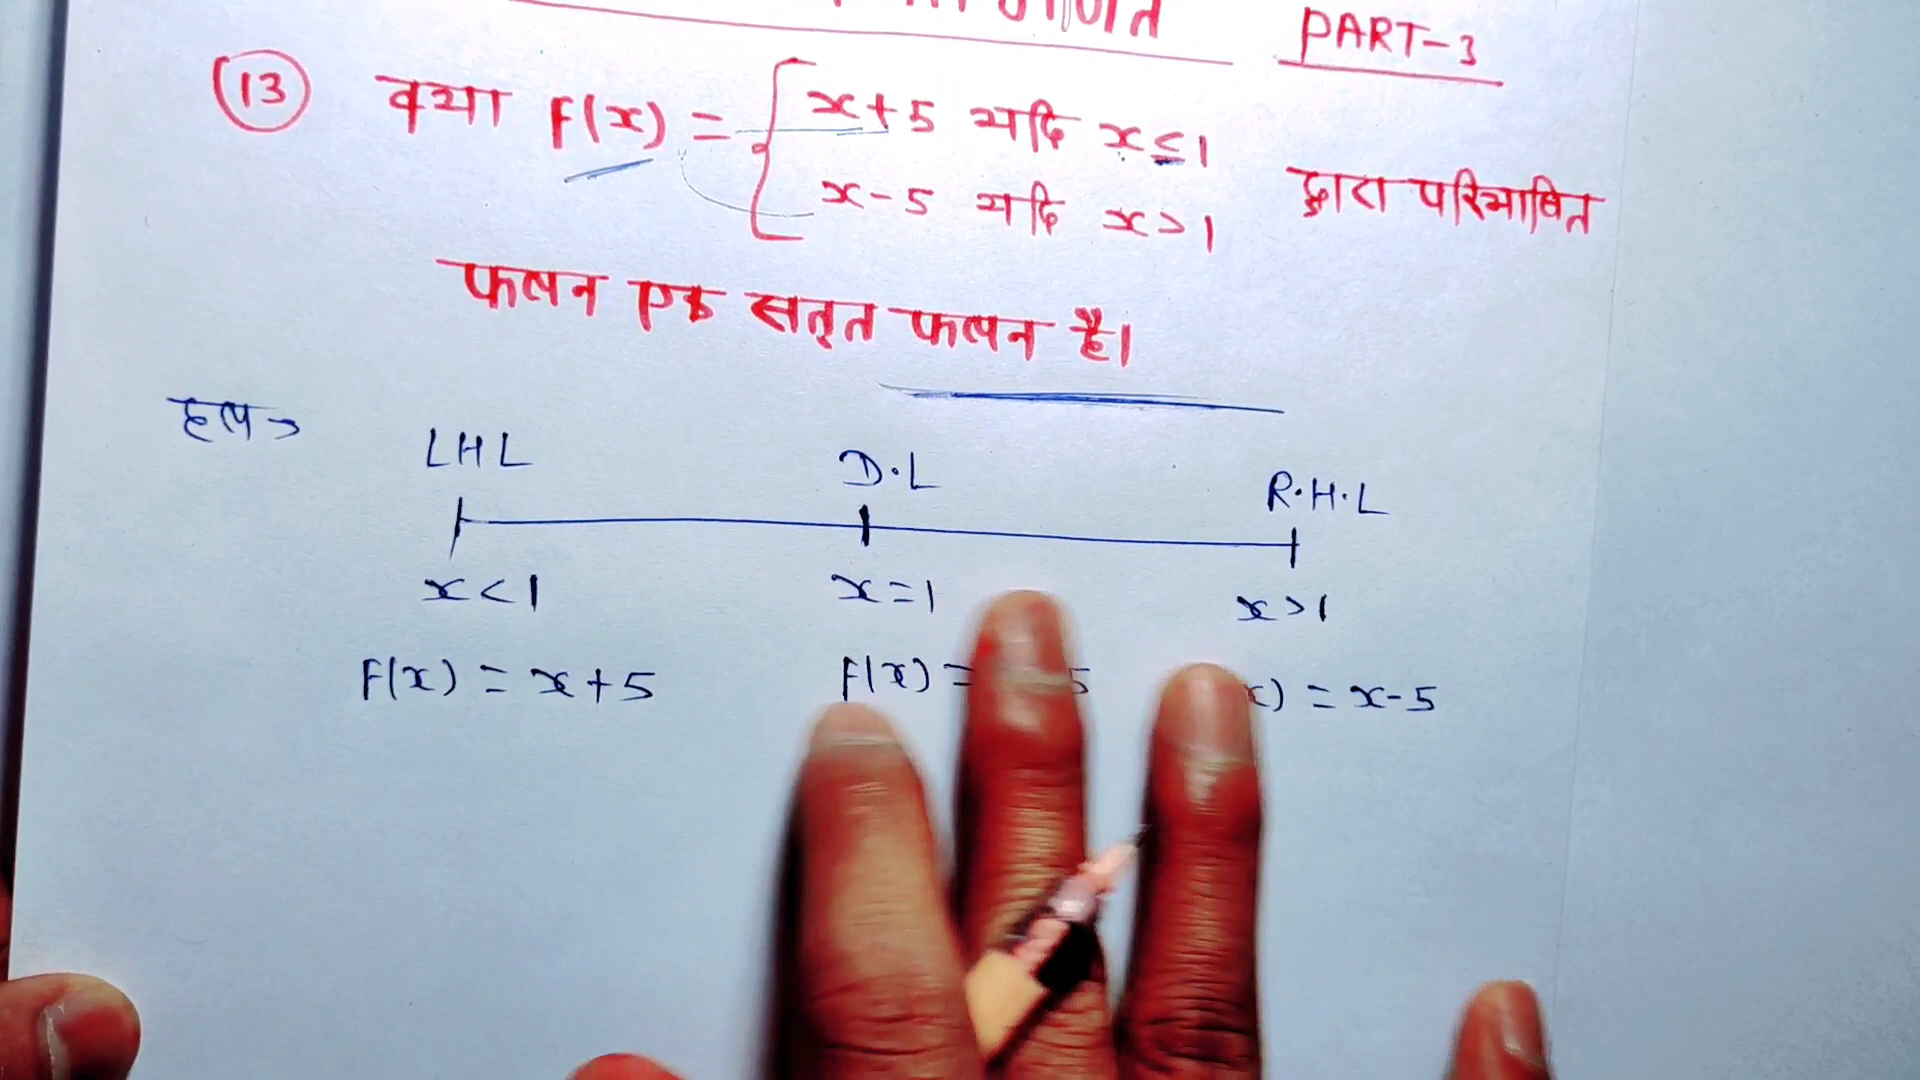 PART-3
(13) क्या F(x) = { x+5 यदि x≤1
x-5 यदि x>1 द्वारा परिभाषित
फलन एक सतत फलन है।
हल→
LHL D.L R.H.L
x<1 x=1 x>1
F(x) = x+5 F(x) = 5 x) = x-5